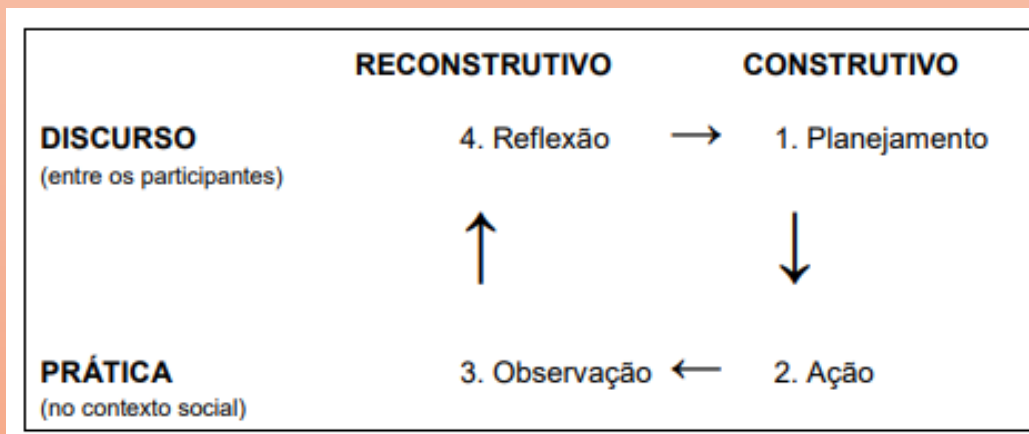 RECONSTRUTIVO CONSTRUTIVO
DISCURSO 4. Reflexão → 1. Planejamento
(entre os participantes)
↑ ↓
PRÁTICA 3. Observação ← 2. Ação
(no contexto social)